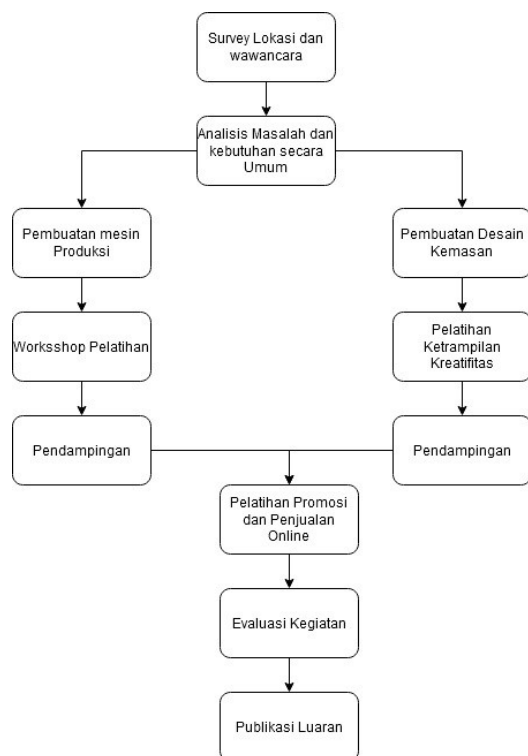 Survey Lokasi dan
wawancara
Analisis Masalah dan
kebutuhan secara
Umum
Pembuatan mesin
Produksi
Pembuatan Desain
Kemasan
Worksshop Pelatihan
Pelatihan
Ketrampilan
Kreatifitas
Pendampingan
Pendampingan
Pelatihan Promosi
dan Penjualan
Online
Evaluasi Kegiatan
Publikasi Luaran